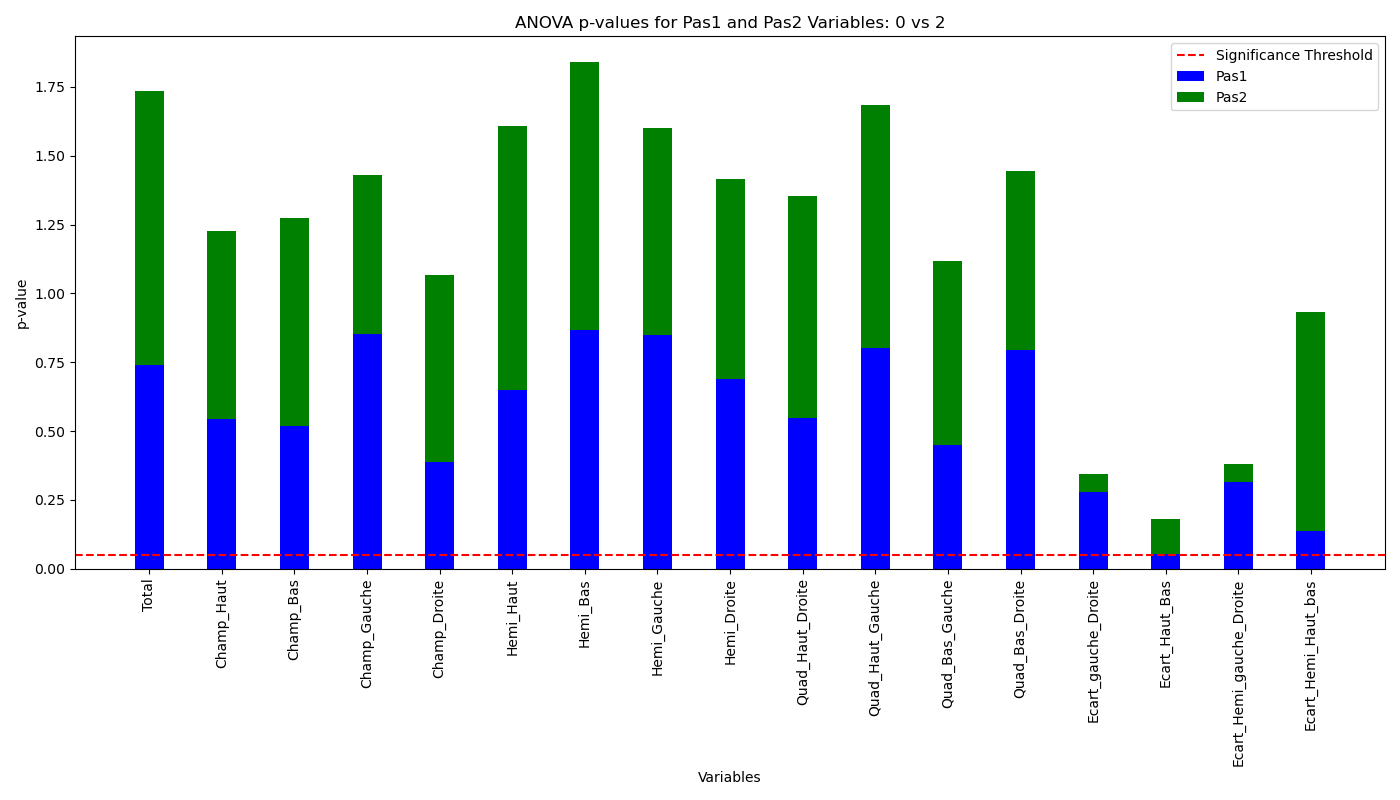 ANOVA p-values for Pas1 and Pas2 Variables: 0 vs 2
Significance Threshold
Pas1
Pas2
p-value
1.75
1.50
1.25
1.00
0.75
0.50
0.25
0.00
Total
Champ_Haut
Champ_Bas
Champ_Gauche
Champ_Droite
Hemi_Haut
Hemi_Bas
Hemi_Gauche
Hemi_Droite
Quad_Haut_Droite
Quad_Haut_Gauche
Quad_Bas_Gauche
Quad_Bas_Droite
Ecart_gauche_Droite
Ecart_Haut_Bas
Ecart_Hemi_gauche_Droite
Ecart_Hemi_Haut_bas
Variables